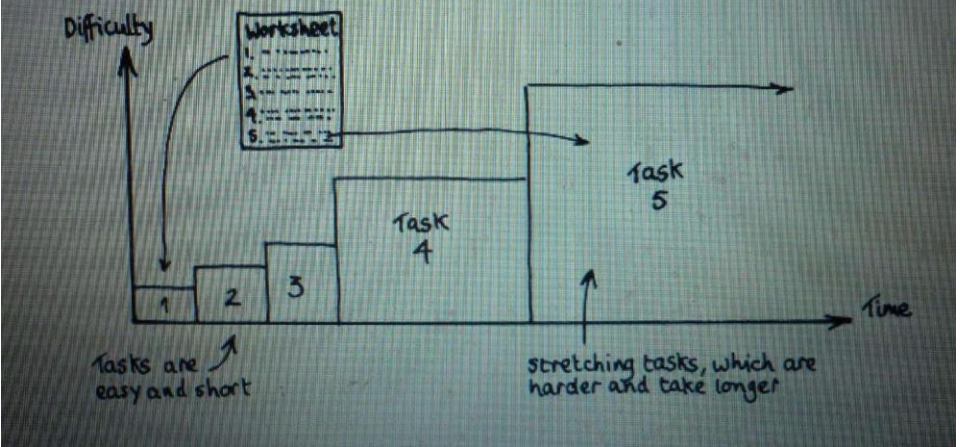 Difficulty
Worksheet
1.
2.
3.
4.
5.
Task
5
Task
4
3
2
1
Time
Tasks are
easy and short
stretching tasks, which are
harder and take longer